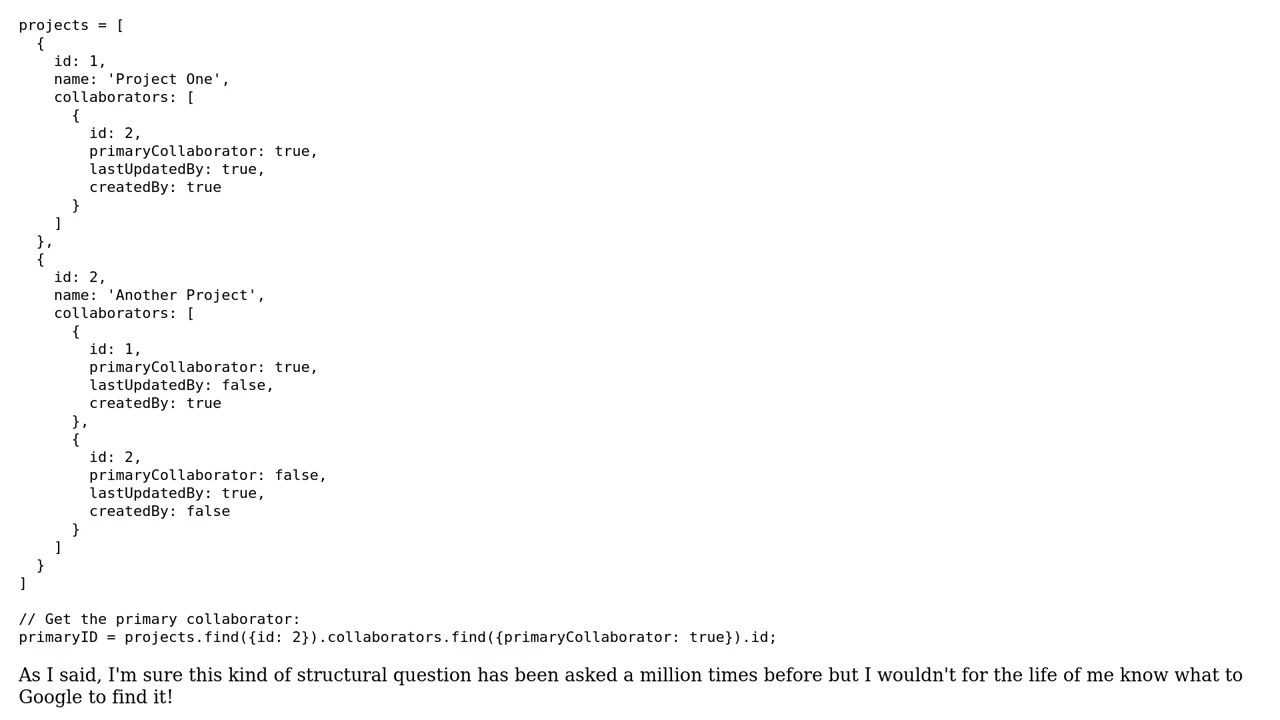 projects = [
  {
    id: 1,
    name: 'Project One',
    collaborators: [
      {
        id: 2,
        primaryCollaborator: true,
        lastUpdatedBy: true,
        createdBy: true
      }
    ]
  },
  {
    id: 2,
    name: 'Another Project',
    collaborators: [
      {
        id: 1,
        primaryCollaborator: true,
        lastUpdatedBy: false,
        createdBy: true
      },
      {
        id: 2,
        primaryCollaborator: false,
        lastUpdatedBy: true,
        createdBy: false
      }
    ]
  }
]

// Get the primary collaborator:
primaryID = projects.find({id: 2}).collaborators.find({primaryCollaborator: true}).id;
As I said, I'm sure this kind of structural question has been asked a million times before but I wouldn't for the life of me know what to
Google to find it!